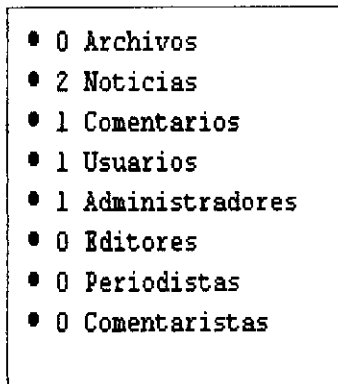 • 0 Archivos
• 2 Noticias
• 1 Comentarios
• 1 Usuarios
• 1 Administradores
• 0 Editores
• 0 Periodistas
• 0 Comentaristas